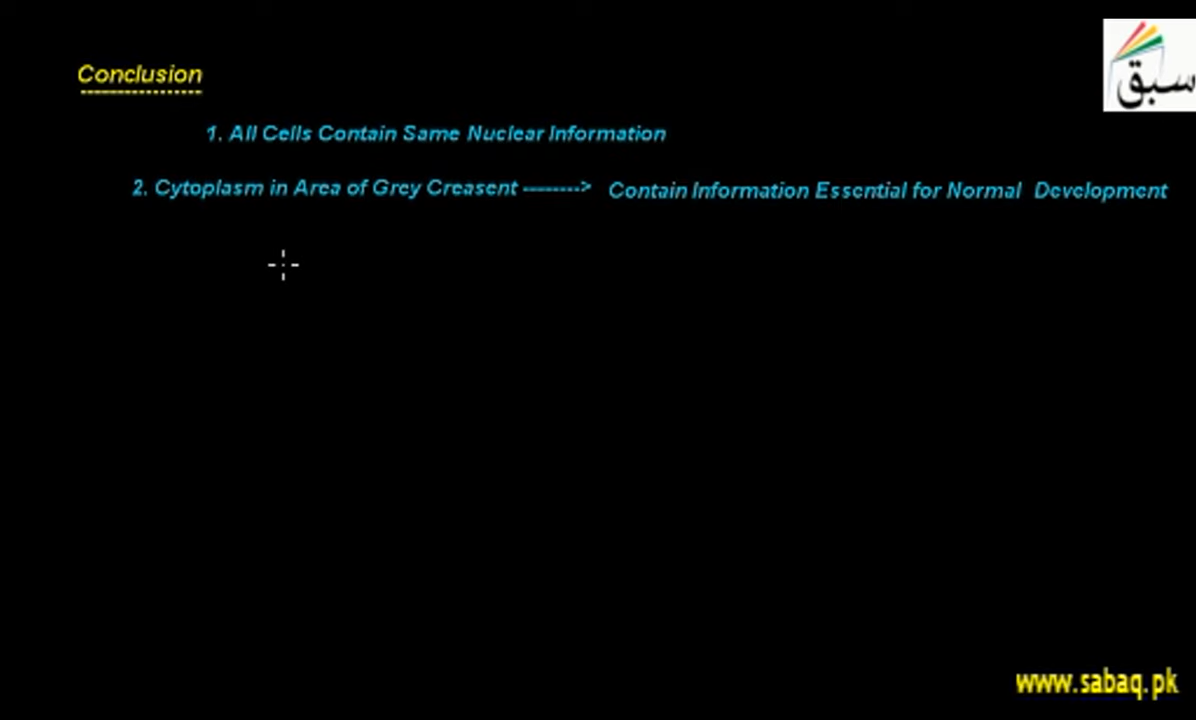 سبق
Conclusion
1. All Cells Contain Same Nuclear Information
2. Cytoplasm in Area of Grey Creasent --------> Contain Information Essential for Normal Development
www.sabaq.pk